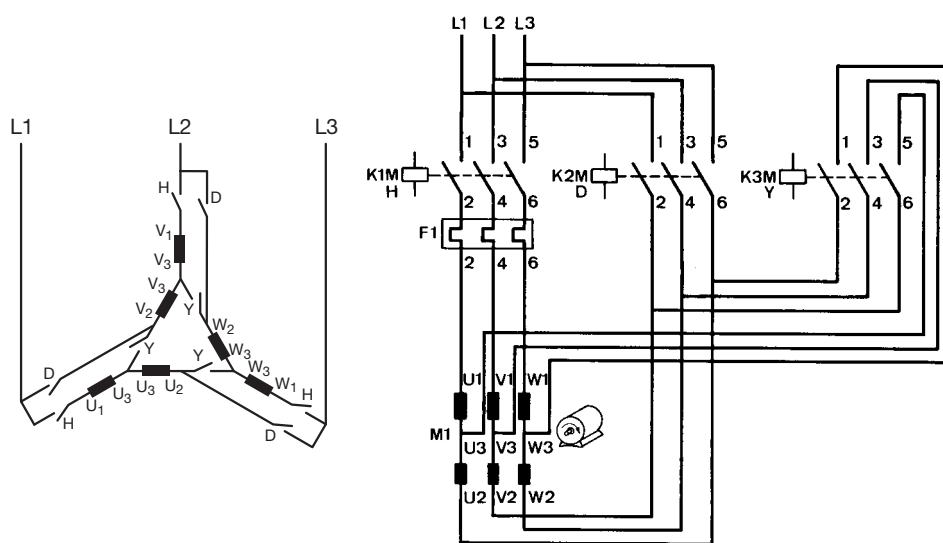 L1 L2 L3
H D
V1
V3
V3
V2
Y
W2
Y
W3
Y
D
W3
W1 H
U1 U3 U3 U2
H
D
L1 L2 L3
1 3 5 1 3 5 1 3 5
K1M K2M K3M
H D Y
2 4 6 2 4 6 2 4 6
F1
2 4 6
U1 V1 W1
M1
U3 V3 W3
U2 V2 W2